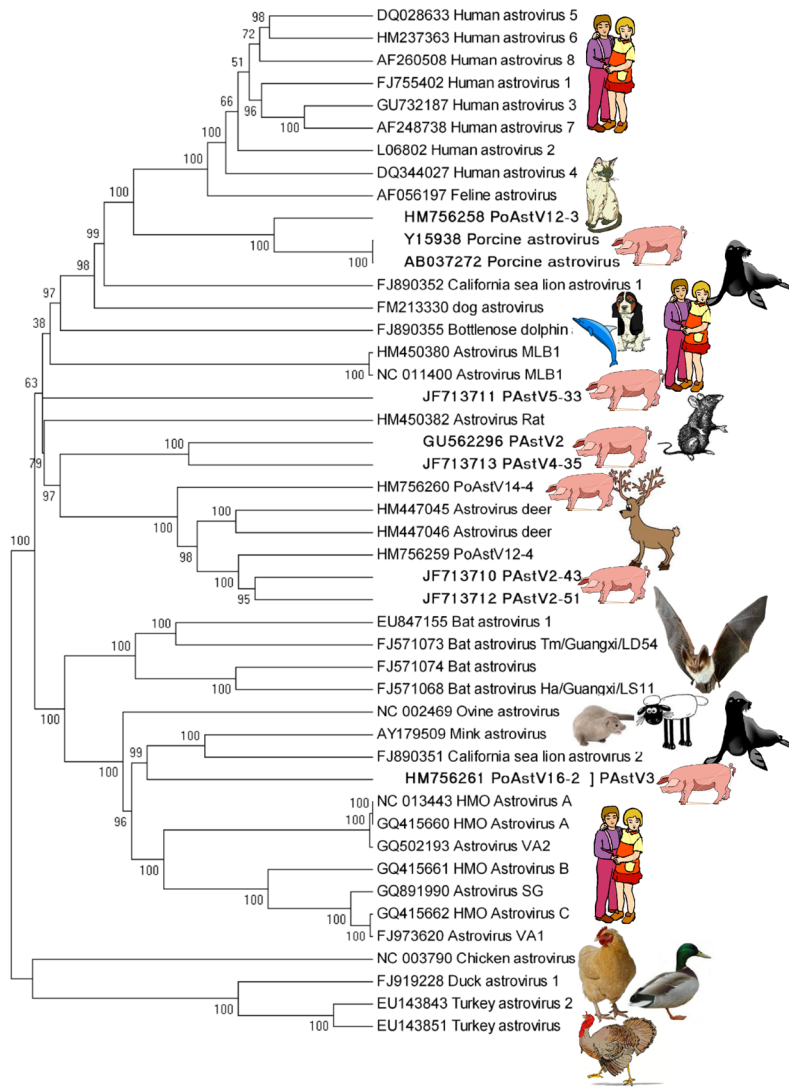 98
DQ028633 Human astrovirus 5
72
HM237363 Human astrovirus 6
51
AF260508 Human astrovirus 8
FJ755402 Human astrovirus 1
66
96
GU732187 Human astrovirus 3
100
AF248738 Human astrovirus 7
100
L06802 Human astrovirus 2
DQ344027 Human astrovirus 4
100
AF056197 Feline astrovirus
HM756258 PoAstV12-3
99
Y15938 Porcine astrovirus
100
AB037272 Porcine astrovirus
98
100
FJ890352 California sea lion astrovirus 1
97
FM213330 dog astrovirus
38
FJ890355 Bottlenose dolphin
HM450380 Astrovirus MLB1
100
NC 011400 Astrovirus MLB1
63
JF713711 PAstV5-33
HM450382 Astrovirus Rat
100
GU562296 PAstV2
79
JF713713 PAstV4-35
97
HM756260 PoAstV14-4
100
HM447045 Astrovirus deer
100
HM447046 Astrovirus deer
100
98
HM756259 PoAstV12-4
100
JF713710 PAstV2-43
95
JF713712 PAstV2-51
100
EU847155 Bat astrovirus 1
100
FJ571073 Bat astrovirus Tm/Guangxi/LD54
FJ571074 Bat astrovirus
100
FJ571068 Bat astrovirus Ha/Guangxi/LS11
100
NC 002469 Ovine astrovirus
100
AY179509 Mink astrovirus
99
100
FJ890351 California sea lion astrovirus 2
HM756261 PoAstV16-2 ] PAstV3
96
NC 013443 HMO Astrovirus A
100
GQ415660 HMO Astrovirus A
100
GQ502193 Astrovirus VA2
100
GQ415661 HMO Astrovirus B
100
GQ891990 Astrovirus SG
100
GQ415662 HMO Astrovirus C
100
FJ973620 Astrovirus VA1
NC 003790 Chicken astrovirus
FJ919228 Duck astrovirus 1
100
EU143843 Turkey astrovirus 2
100
EU143851 Turkey astrovirus